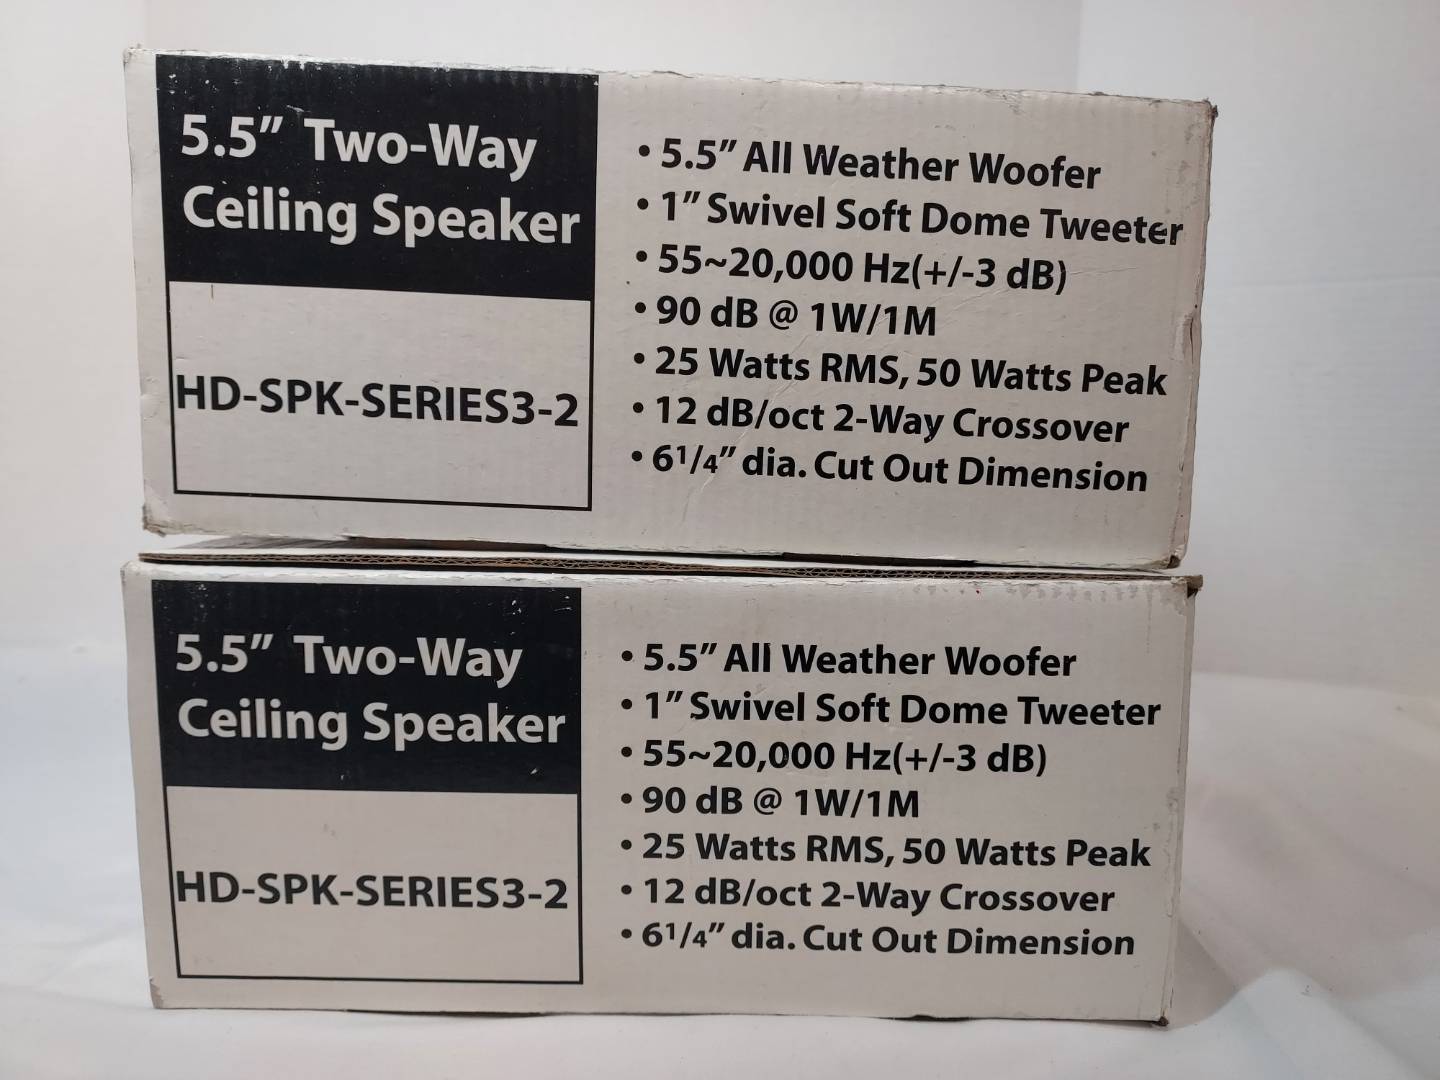 5.5” Two-Way
Ceiling Speaker
HD-SPK-SERIES3-2
• 5.5” All Weather Woofer
• 1” Swivel Soft Dome Tweeter
• 55~20,000 Hz(+/-3 dB)
• 90 dB @ 1W/1M
• 25 Watts RMS, 50 Watts Peak
• 12 dB/oct 2-Way Crossover
• 61/4” dia. Cut Out Dimension
5.5” Two-Way
Ceiling Speaker
HD-SPK-SERIES3-2
• 5.5” All Weather Woofer
• 1” Swivel Soft Dome Tweeter
• 55~20,000 Hz(+/-3 dB)
• 90 dB @ 1W/1M
• 25 Watts RMS, 50 Watts Peak
• 12 dB/oct 2-Way Crossover
• 61/4” dia. Cut Out Dimension